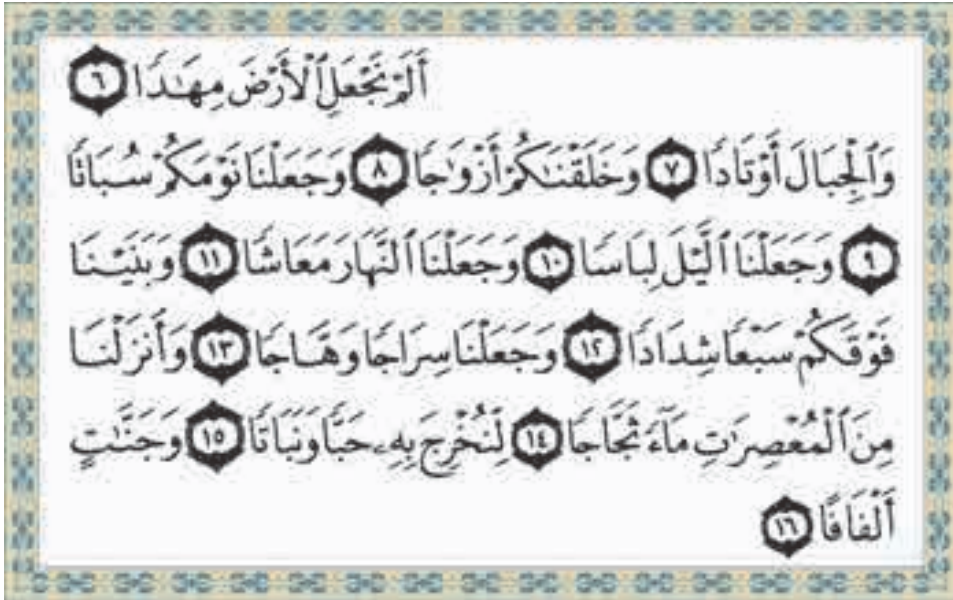 أَلَمْ نَجْعَلِ ٱلْأَرْضَ مِهَـٰدًا ٦
وَٱلْجِبَالَ أَوْتَادًا ٧ وَخَلَقْنَـٰكُمْ أَزْوَٰجًا ٨ وَجَعَلْنَا نَوْمَكُمْ سُبَاتًا
٩ وَجَعَلْنَا ٱلَّيْلَ لِبَاسًا ١٠ وَجَعَلْنَا ٱلنَّهَارَ مَعَاشًا ١١ وَبَنَيْنَا
فَوْقَكُمْ سَبْعًا شِدَادًا ١٢ وَجَعَلْنَا سِرَاجًا وَهَّاجًا ١٣ وَأَنزَلْنَا
مِنَ ٱلْمُعْصِرَٰتِ مَآءً ثَجَّاجًا ١٤ لِّنُخْرِجَ بِهِۦ حَبًّا وَنَبَاتًا ١٥ وَجَنَّـٰتٍ
أَلْفَافًا ١٦